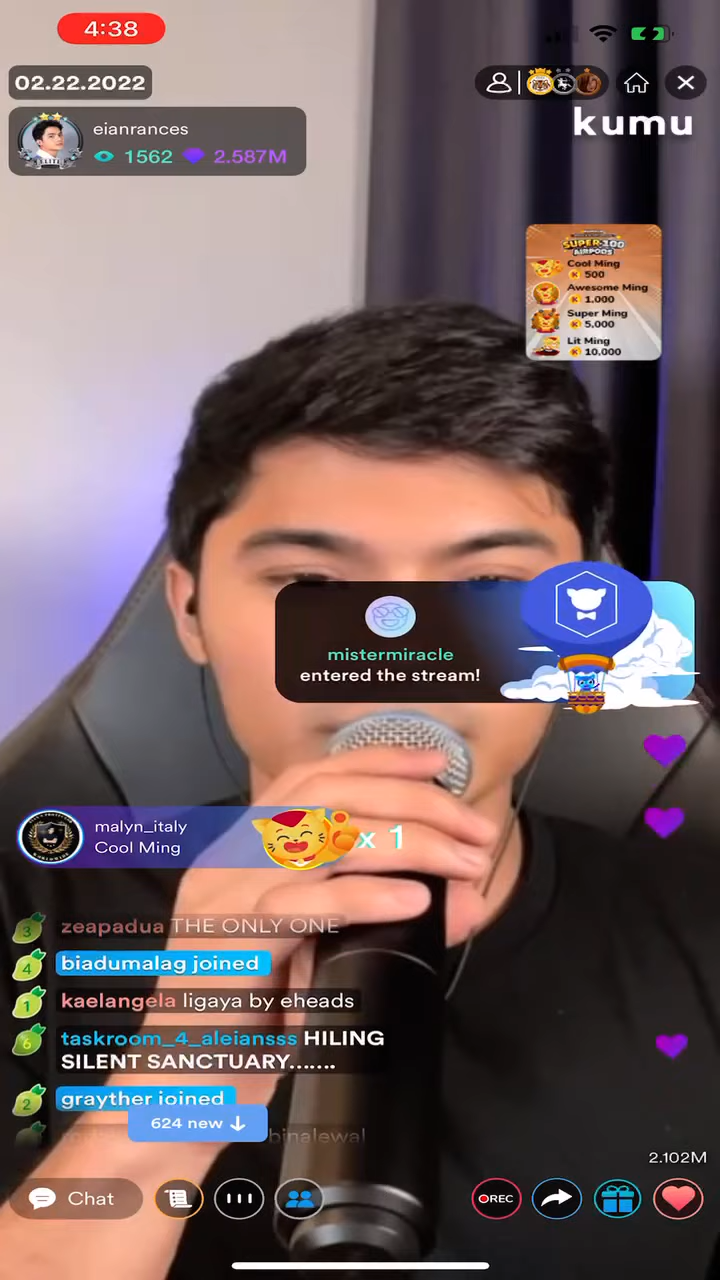 4:38
02.22.2022
kumu
eianrances
1562 2.587M
SUPER 100
AIRPODS
Cool Ming
500
Awesome Ming
1,000
Super Ming
5,000
Lit Ming
10,000
mistermiracle
entered the stream!
malyn_italy
Cool Ming
x 1
3 zeapadua THE ONLY ONE
4 biadumalag joined
1 kaelangela ligaya by eheads
6 taskroom_4_aleiansss HILING
SILENT SANCTUARY.......
2 grayther joined
624 new
binalewal
2.102M
Chat
REC